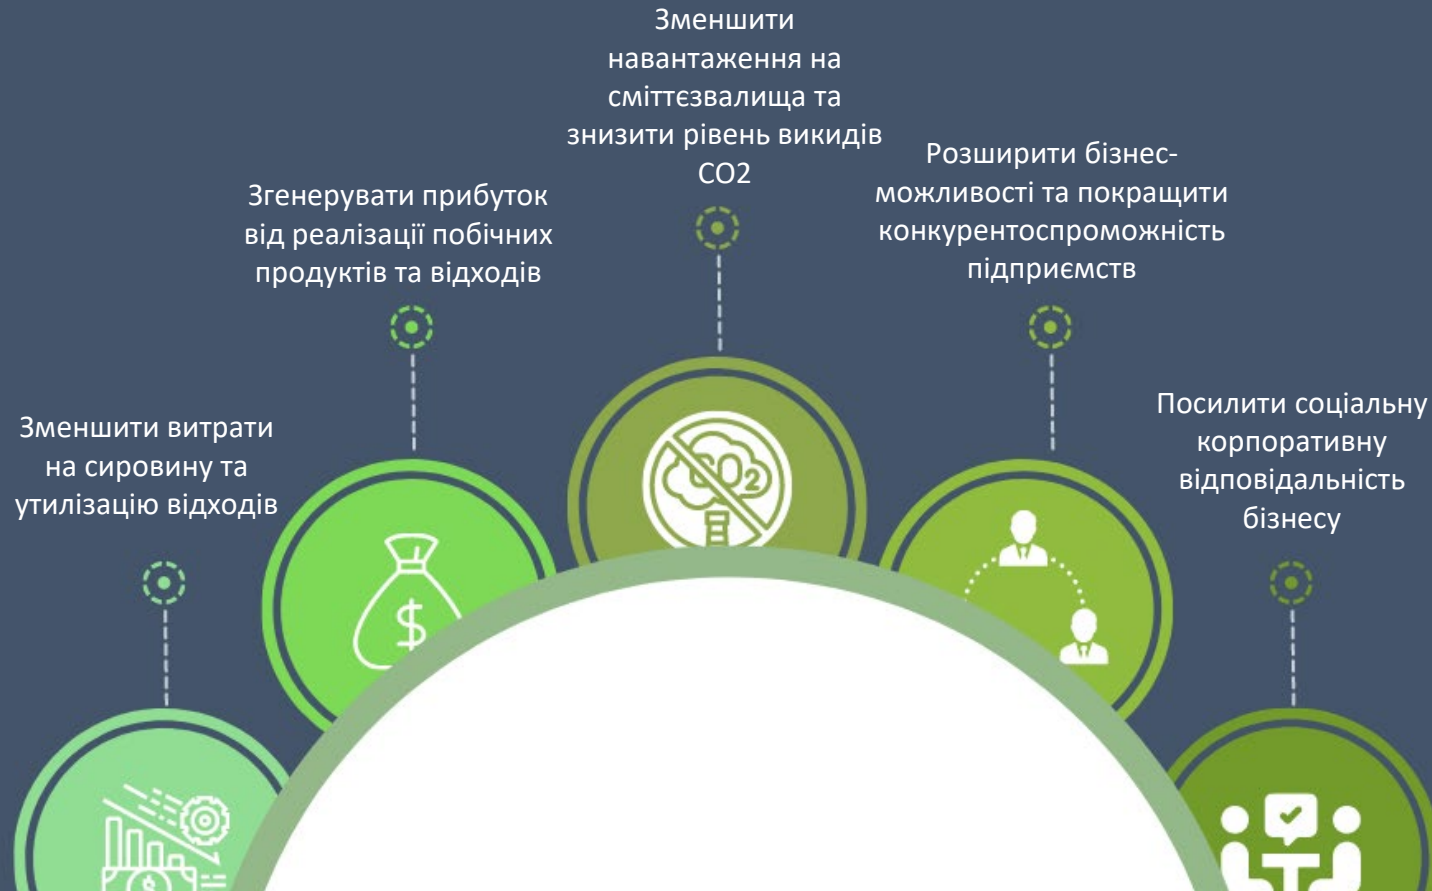 Зменшити
навантаження на
сміттєзвалища та
знизити рівень викидів
CO2
Розширити бізнес-
можливості та покращити
конкурентоспроможність
підприємств
Згенерувати прибуток
від реалізації побічних
продуктів та відходів
Посилити соціальну
корпоративну
відповідальність
бізнесу
Зменшити витрати
на сировину та
утилізацію відходів
CO2
$
$